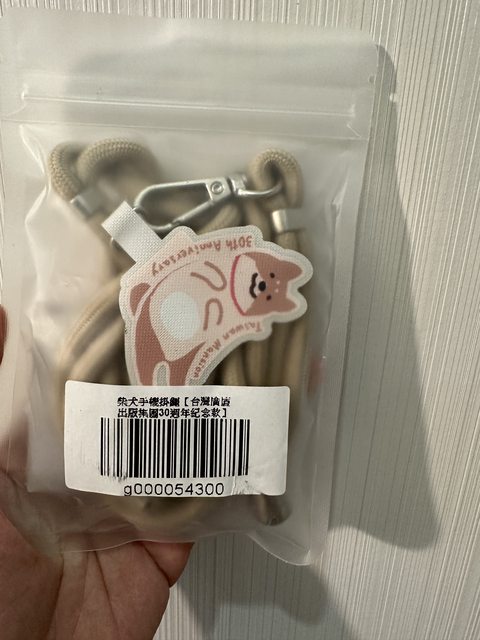 30th Anniversary
Taiwan Mansion
柴犬手機掛繩【台灣廣廈
出版集團30週年紀念款】
g000054300